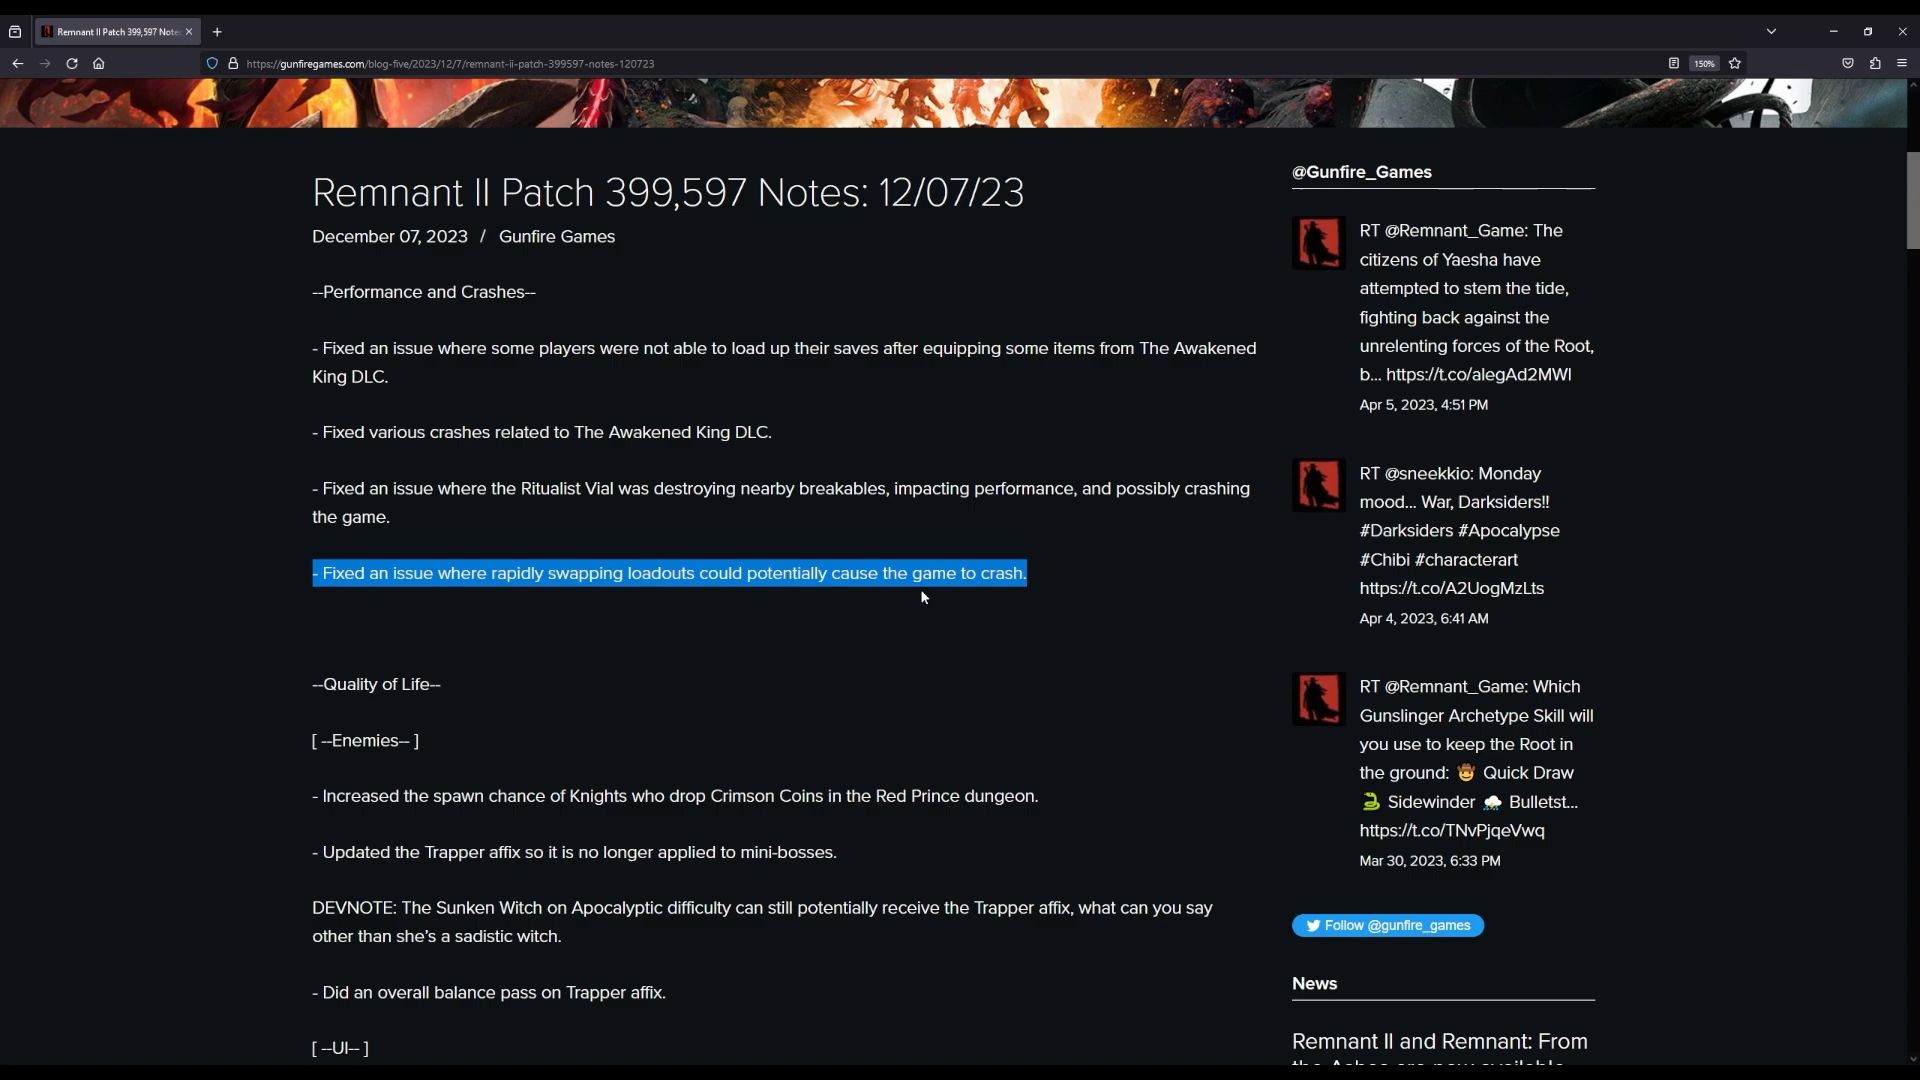 Remnant II Patch 399,597 Note
https://gunfiregames.com/blog-five/2023/12/7/remnant-ii-patch-399597-notes-120723
150%
Remnant II Patch 399,597 Notes: 12/07/23
December 07, 2023 / Gunfire Games
--Performance and Crashes--
- Fixed an issue where some players were not able to load up their saves after equipping some items from The Awakened
King DLC.
- Fixed various crashes related to The Awakened King DLC.
- Fixed an issue where the Ritualist Vial was destroying nearby breakables, impacting performance, and possibly crashing
the game.
- Fixed an issue where rapidly swapping loadouts could potentially cause the game to crash.
--Quality of Life--
[ --Enemies-- ]
- Increased the spawn chance of Knights who drop Crimson Coins in the Red Prince dungeon.
- Updated the Trapper affix so it is no longer applied to mini-bosses.
DEVNOTE: The Sunken Witch on Apocalyptic difficulty can still potentially receive the Trapper affix, what can you say
other than she’s a sadistic witch.
- Did an overall balance pass on Trapper affix.
[ --UI-- ]
@Gunfire_Games
RT @Remnant_Game: The
citizens of Yaesha have
attempted to stem the tide,
fighting back against the
unrelenting forces of the Root,
b... https://t.co/alegAd2MWI
Apr 5, 2023, 4:51 PM
RT @sneekkio: Monday
mood... War, Darksiders!!
#Darksiders #Apocalypse
#Chibi #characterart
https://t.co/A2UogMzLts
Apr 4, 2023, 6:41 AM
RT @Remnant_Game: Which
Gunslinger Archetype Skill will
you use to keep the Root in
the ground: 🤠 Quick Draw
🐍 Sidewinder ⛈️ Bulletst...
https://t.co/TNvPjqeVwq
Mar 30, 2023, 6:33 PM
Follow @gunfire_games
News
Remnant II and Remnant: From
the Ashes are now available